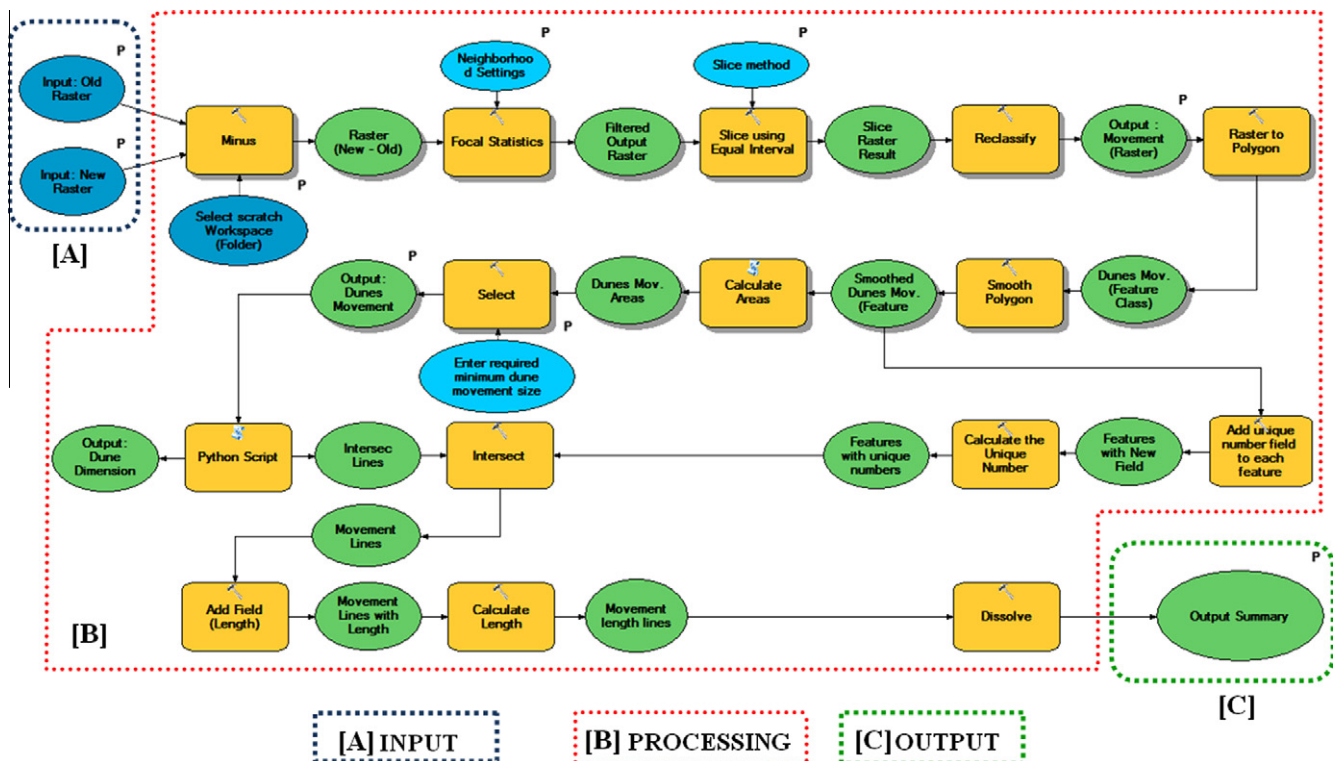 P
Input: Old
Raster
P
Input: New
Raster
[A]
Minus
P
Select scratch
Workspace
(Folder)
Raster
(New - Old)
P
Neighborhoo
d Settings
Focal Statistics
Filtered
Output
Raster
P
Slice method
Slice using
Equal Interval
Slice
Raster
Result
Reclassify
P
Output :
Movement
(Raster)
Raster to
Polygon
P
Output:
Dunes
Movement
Select
P
Enter required
minimum dune
movement size
Dunes Mov.
Areas
Calculate
Areas
Smoothed
Dunes Mov.
(Feature
Smooth
Polygon
Dunes Mov.
(Feature
Class)
Output:
Dune
Dimension
Python Script
Intersec
Lines
Intersect
Features
with unique
numbers
Calculate the
Unique
Number
Features
with New
Field
Add unique
number field
to each
feature
Movement
Lines
Add Field
(Length)
Movement
Lines with
Length
Calculate
Length
Movement
length lines
Dissolve
P
Output Summary
[B]
[C]
[A] INPUT
[B] PROCESSING
[C] OUTPUT